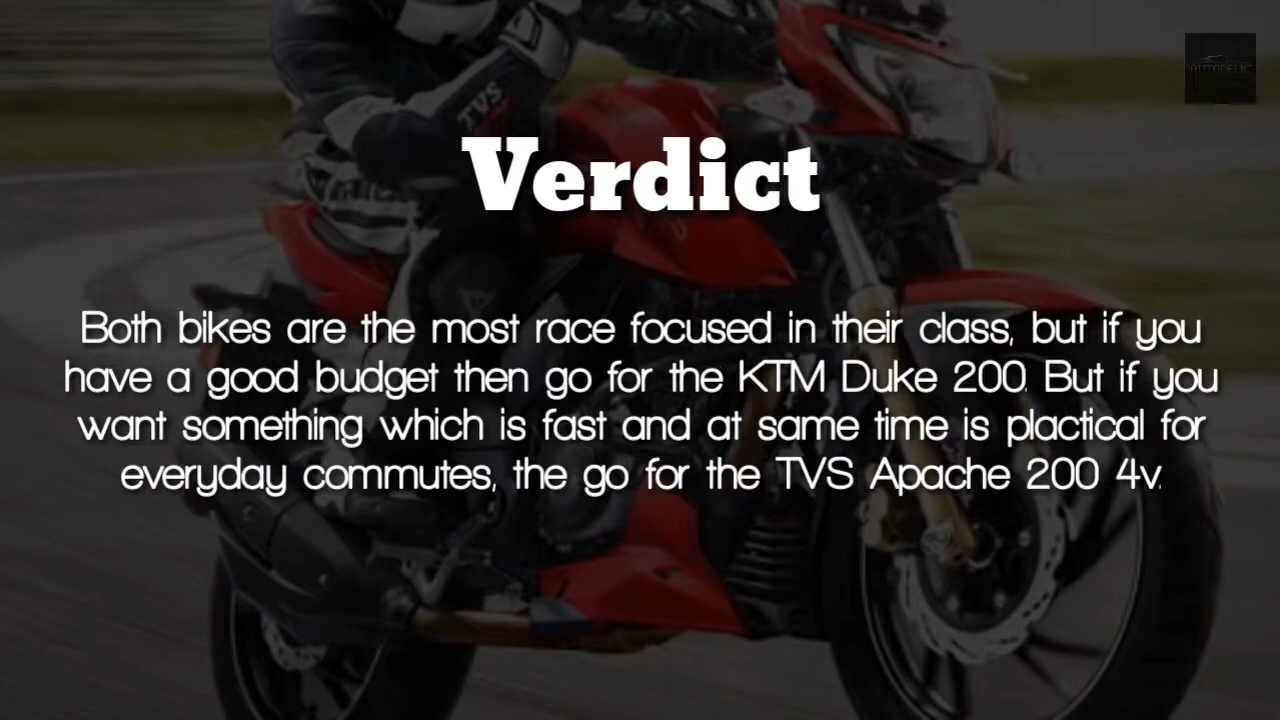 TVS
Verdict
Both bikes are the most race focused in their class, but if you
have a good budget then go for the KTM Duke 200. But if you
want something which is fast and at same time is plactical for
everyday commutes, the go for the TVS Apache 200 4v.